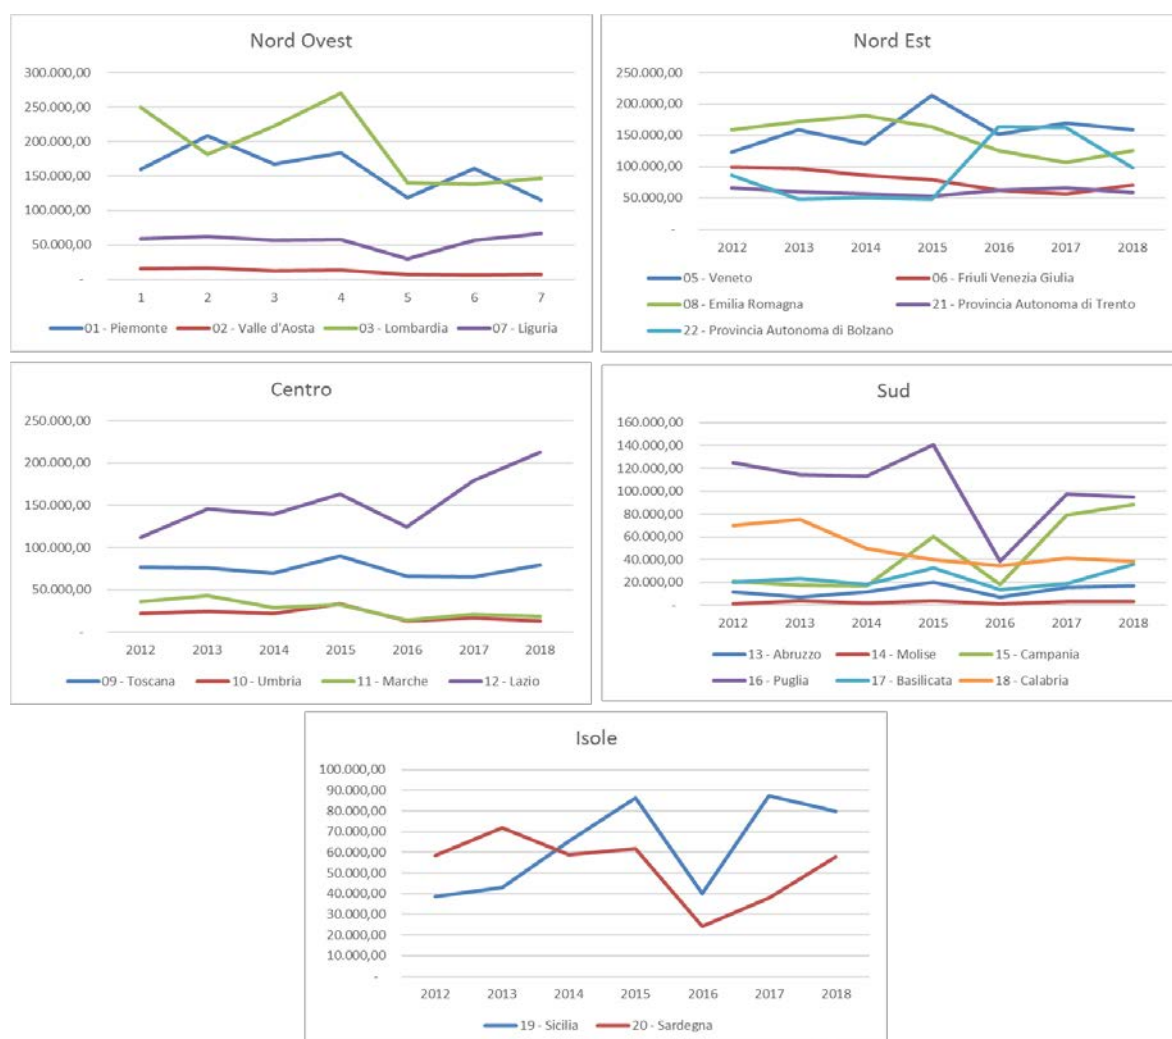 Nord Ovest
300.000,00
250.000,00
200.000,00
150.000,00
100.000,00
50.000,00
-
1 2 3 4 5 6 7
01 - Piemonte 02 - Valle d'Aosta 03 - Lombardia 07 - Liguria
Nord Est
250.000,00
200.000,00
150.000,00
100.000,00
50.000,00
-
2012 2013 2014 2015 2016 2017 2018
05 - Veneto 06 - Friuli Venezia Giulia
08 - Emilia Romagna 21 - Provincia Autonoma di Trento
22 - Provincia Autonoma di Bolzano
Centro
250.000,00
200.000,00
150.000,00
100.000,00
50.000,00
-
2012 2013 2014 2015 2016 2017 2018
09 - Toscana 10 - Umbria 11 - Marche 12 - Lazio
Sud
160.000,00
140.000,00
120.000,00
100.000,00
80.000,00
60.000,00
40.000,00
20.000,00
-
2012 2013 2014 2015 2016 2017 2018
13 - Abruzzo 14 - Molise 15 - Campania
16 - Puglia 17 - Basilicata 18 - Calabria
Isole
100.000,00
90.000,00
80.000,00
70.000,00
60.000,00
50.000,00
40.000,00
30.000,00
20.000,00
10.000,00
-
2012 2013 2014 2015 2016 2017 2018
19 - Sicilia 20 - Sardegna